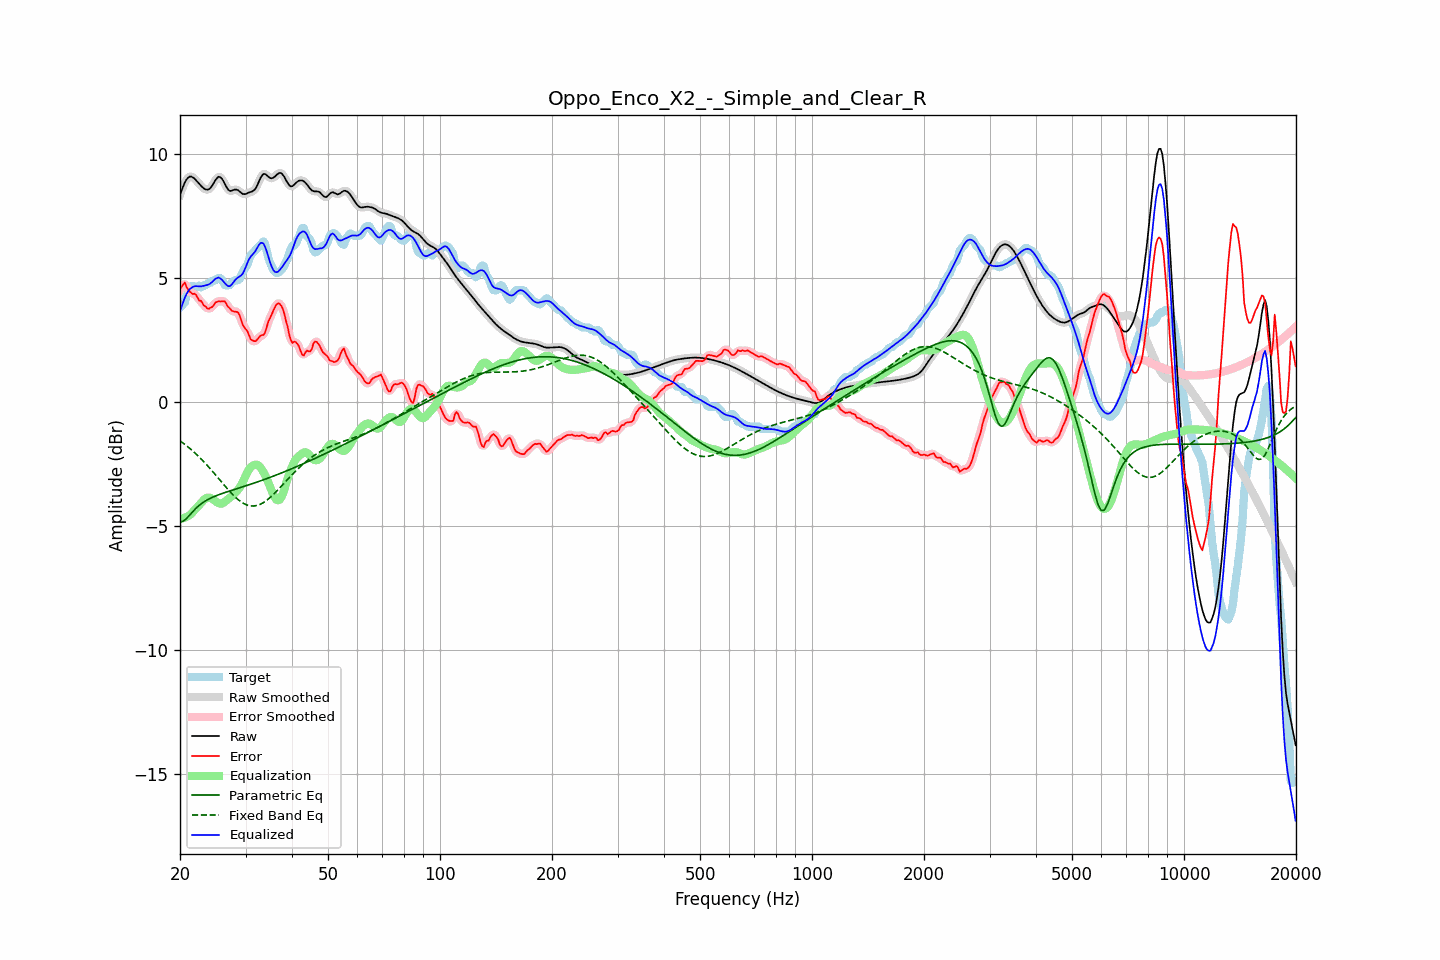 Oppo_Enco_X2_-_Simple_and_Clear_R
Amplitude (dBr)
10
5
0
−5
−10
−15
Target
Raw Smoothed
Error Smoothed
Raw
Error
Equalization
Parametric Eq
Fixed Band Eq
Equalized
20 50 100 200 500 1000 2000 5000 10000 20000
Frequency (Hz)